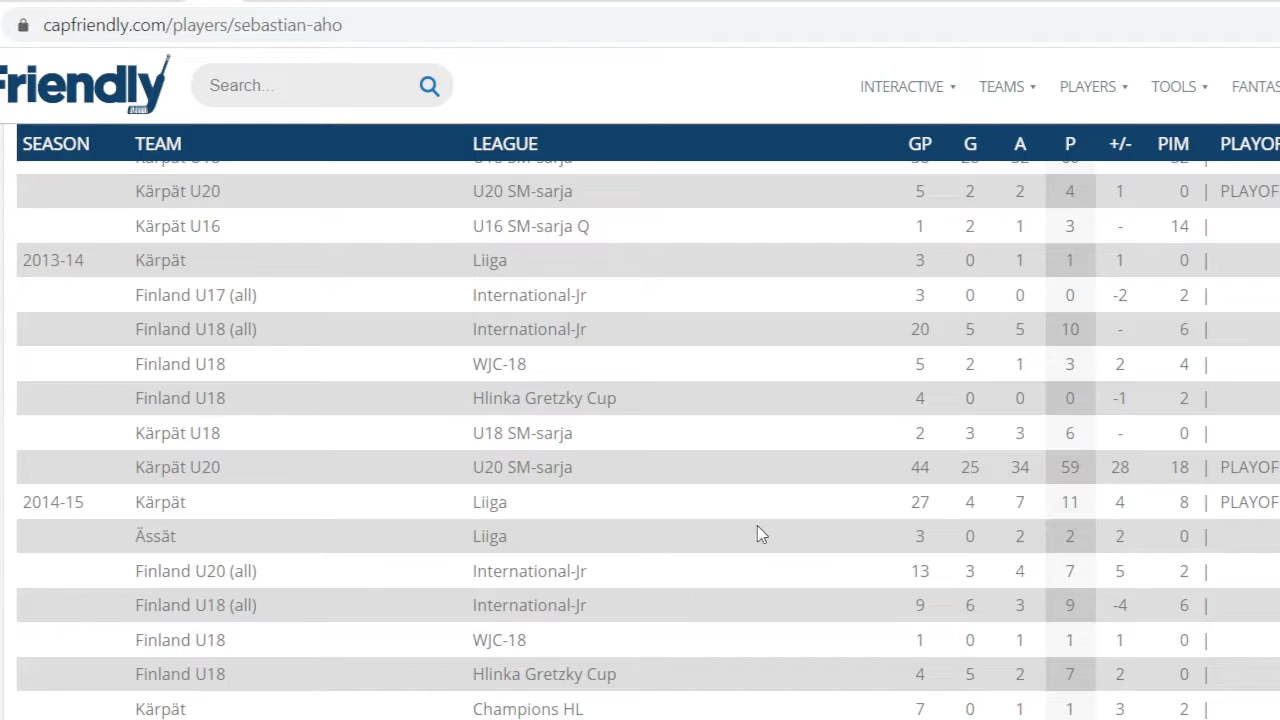 capfriendly.com/players/sebastian-aho
Friendly Search... INTERACTIVE ▾ TEAMS ▾ PLAYERS ▾ TOOLS ▾ FANTAS
SEASON TEAM LEAGUE GP G A P +/- PIM PLAYOF
Kärpät U20 U20 SM-sarja 5 2 2 4 1 0 | PLAYOF
Kärpät U16 U16 SM-sarja Q 1 2 1 3 - 14 |
2013-14 Kärpät Liiga 3 0 1 1 1 0 |
Finland U17 (all) International-Jr 3 0 0 0 -2 2 |
Finland U18 (all) International-Jr 20 5 5 10 - 6 |
Finland U18 WJC-18 5 2 1 3 2 4 |
Finland U18 Hlinka Gretzky Cup 4 0 0 0 -1 2 |
Kärpät U18 U18 SM-sarja 2 3 3 6 - 0 |
Kärpät U20 U20 SM-sarja 44 25 34 59 28 18 | PLAYOF
2014-15 Kärpät Liiga 27 4 7 11 4 8 | PLAYOF
Ässät Liiga 3 0 2 2 2 0 |
Finland U20 (all) International-Jr 13 3 4 7 5 2 |
Finland U18 (all) International-Jr 9 6 3 9 -4 6 |
Finland U18 WJC-18 1 0 1 1 1 0 |
Finland U18 Hlinka Gretzky Cup 4 5 2 7 2 0 |
Kärpät Champions HL 7 0 1 1 3 2 |